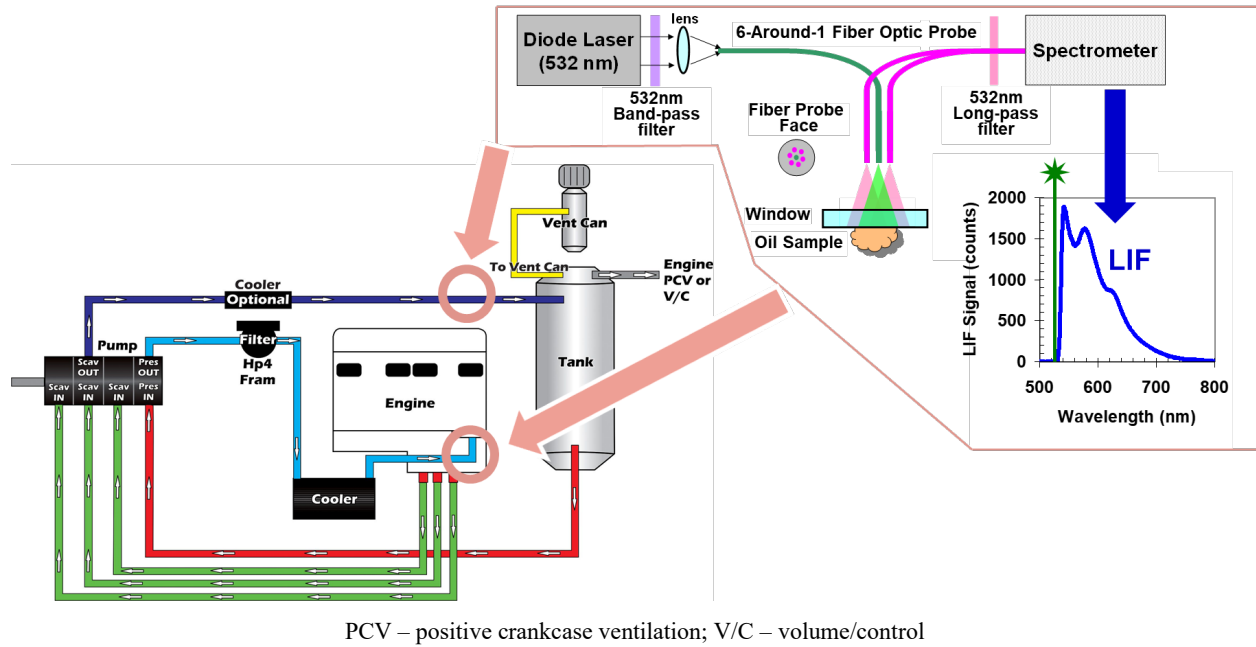 Diode Laser
(532 nm)
lens
6-Around-1 Fiber Optic Probe
Spectrometer
532nm
Band-pass
filter
Fiber Probe
Face
532nm
Long-pass
filter
Window
Oil Sample
LIF
LIF Signal (counts)
2000
1500
1000
500
0
500 600 700 800
Wavelength (nm)
Vent Can
To Vent Can
Engine
PCV or
V/C
Cooler
Optional
Pump
Filter
Hp4
Fram
Tank
Scav
OUT
Pres
OUT
Scav
IN
Scav
IN
Scav
IN
Pres
IN
Engine
Cooler
PCV – positive crankcase ventilation; V/C – volume/control